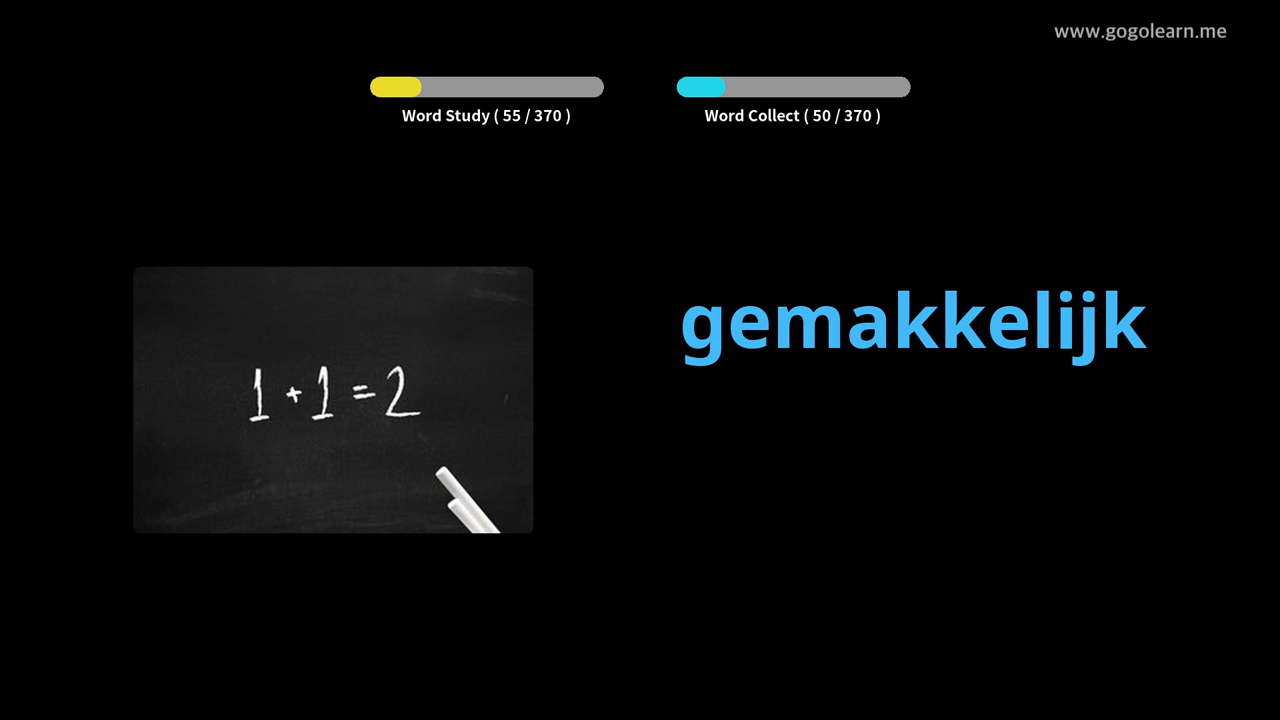 www.gogolearn.me
Word Study ( 55 / 370 )
Word Collect ( 50 / 370 )
1 + 1 = 2
gemakkelijk